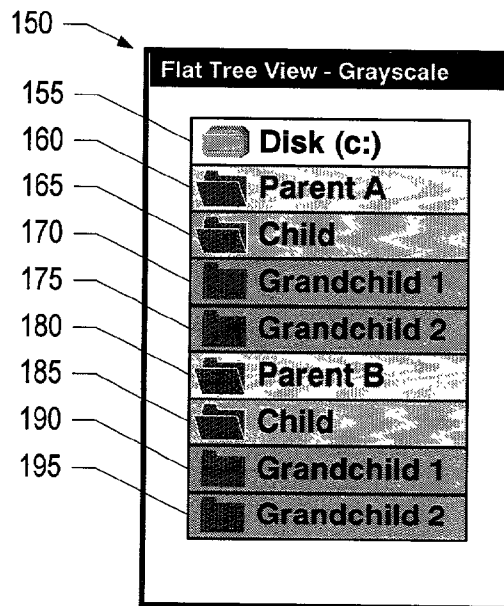 150
Flat Tree View - Grayscale
155 Disk (c:)
160 Parent A
165 Child
170 Grandchild 1
175 Grandchild 2
180 Parent B
185 Child
190 Grandchild 1
195 Grandchild 2